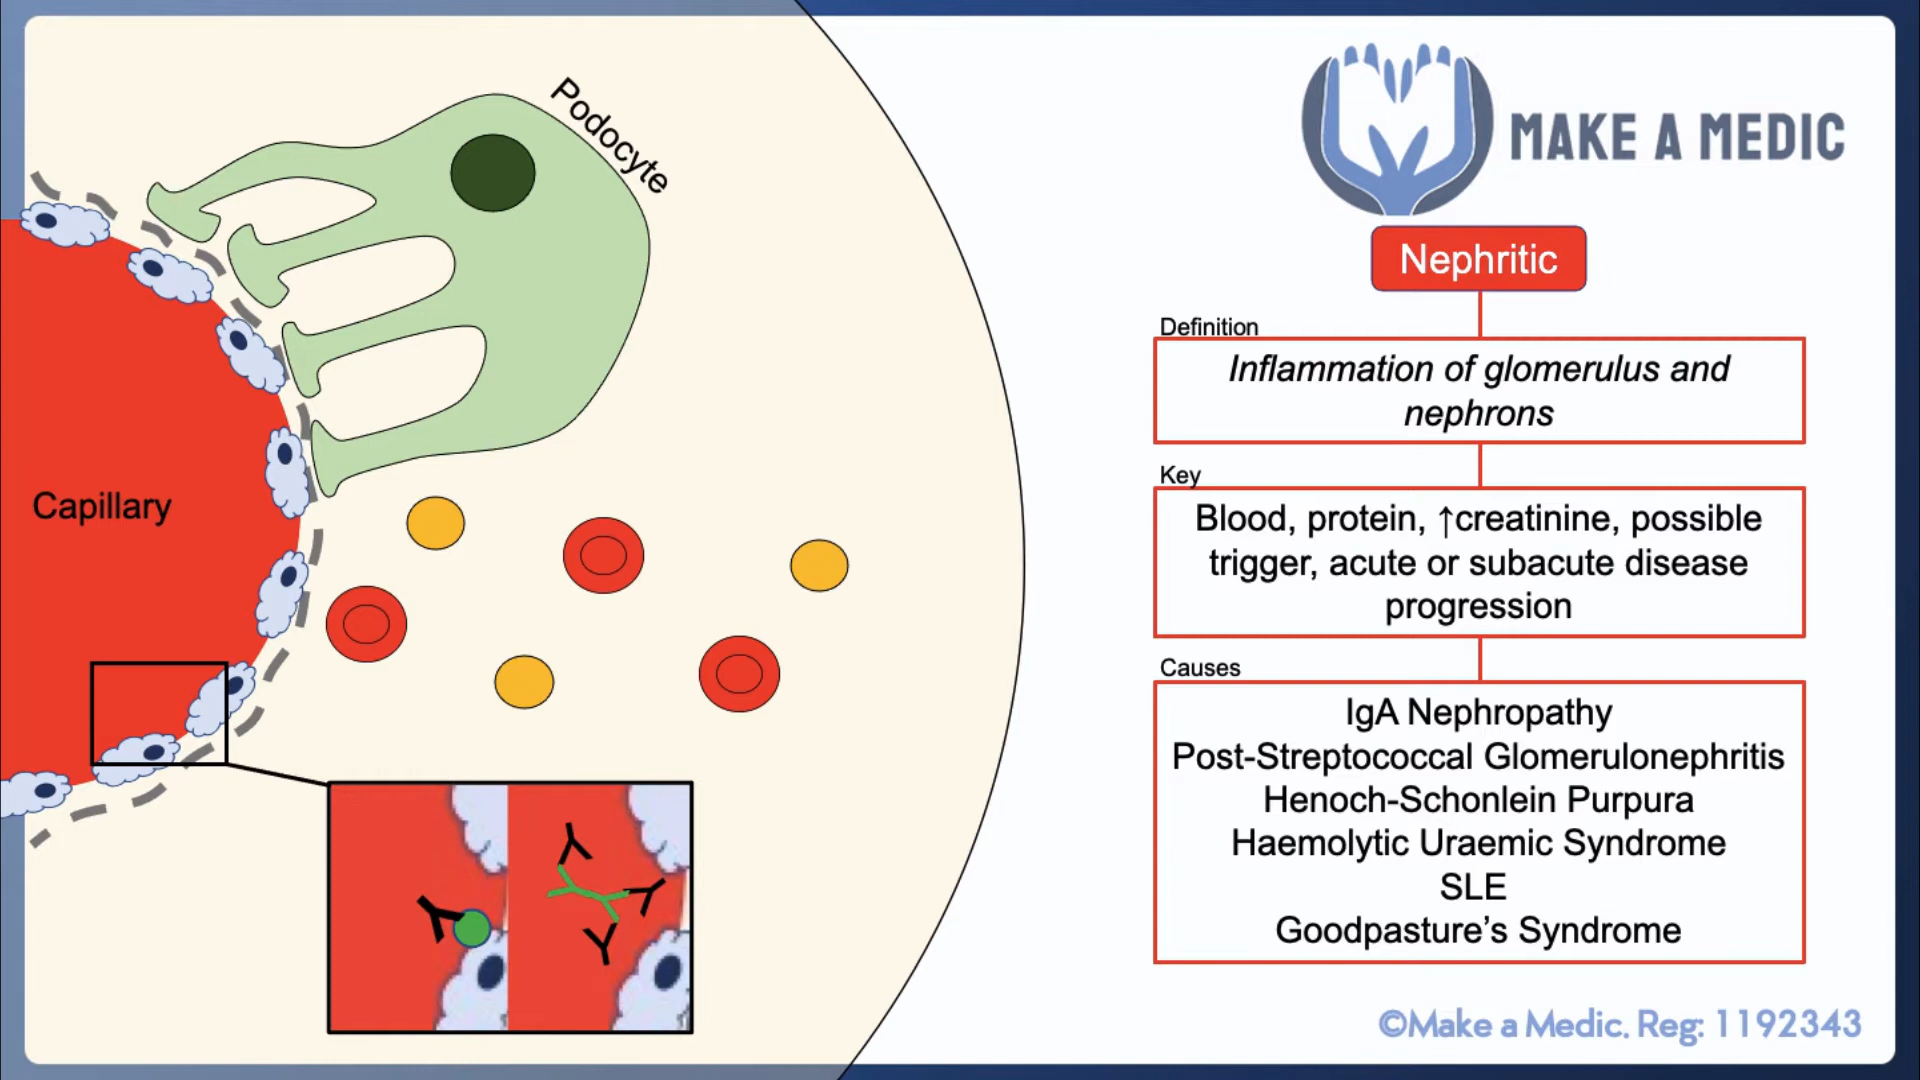 Podocyte
Capillary
MAKE A MEDIC
Nephritic
Definition
Inflammation of glomerulus and
nephrons
Key
Blood, protein, ↑creatinine, possible
trigger, acute or subacute disease
progression
Causes
IgA Nephropathy
Post-Streptococcal Glomerulonephritis
Henoch-Schonlein Purpura
Haemolytic Uraemic Syndrome
SLE
Goodpasture’s Syndrome
©Make a Medic. Reg: 1192343